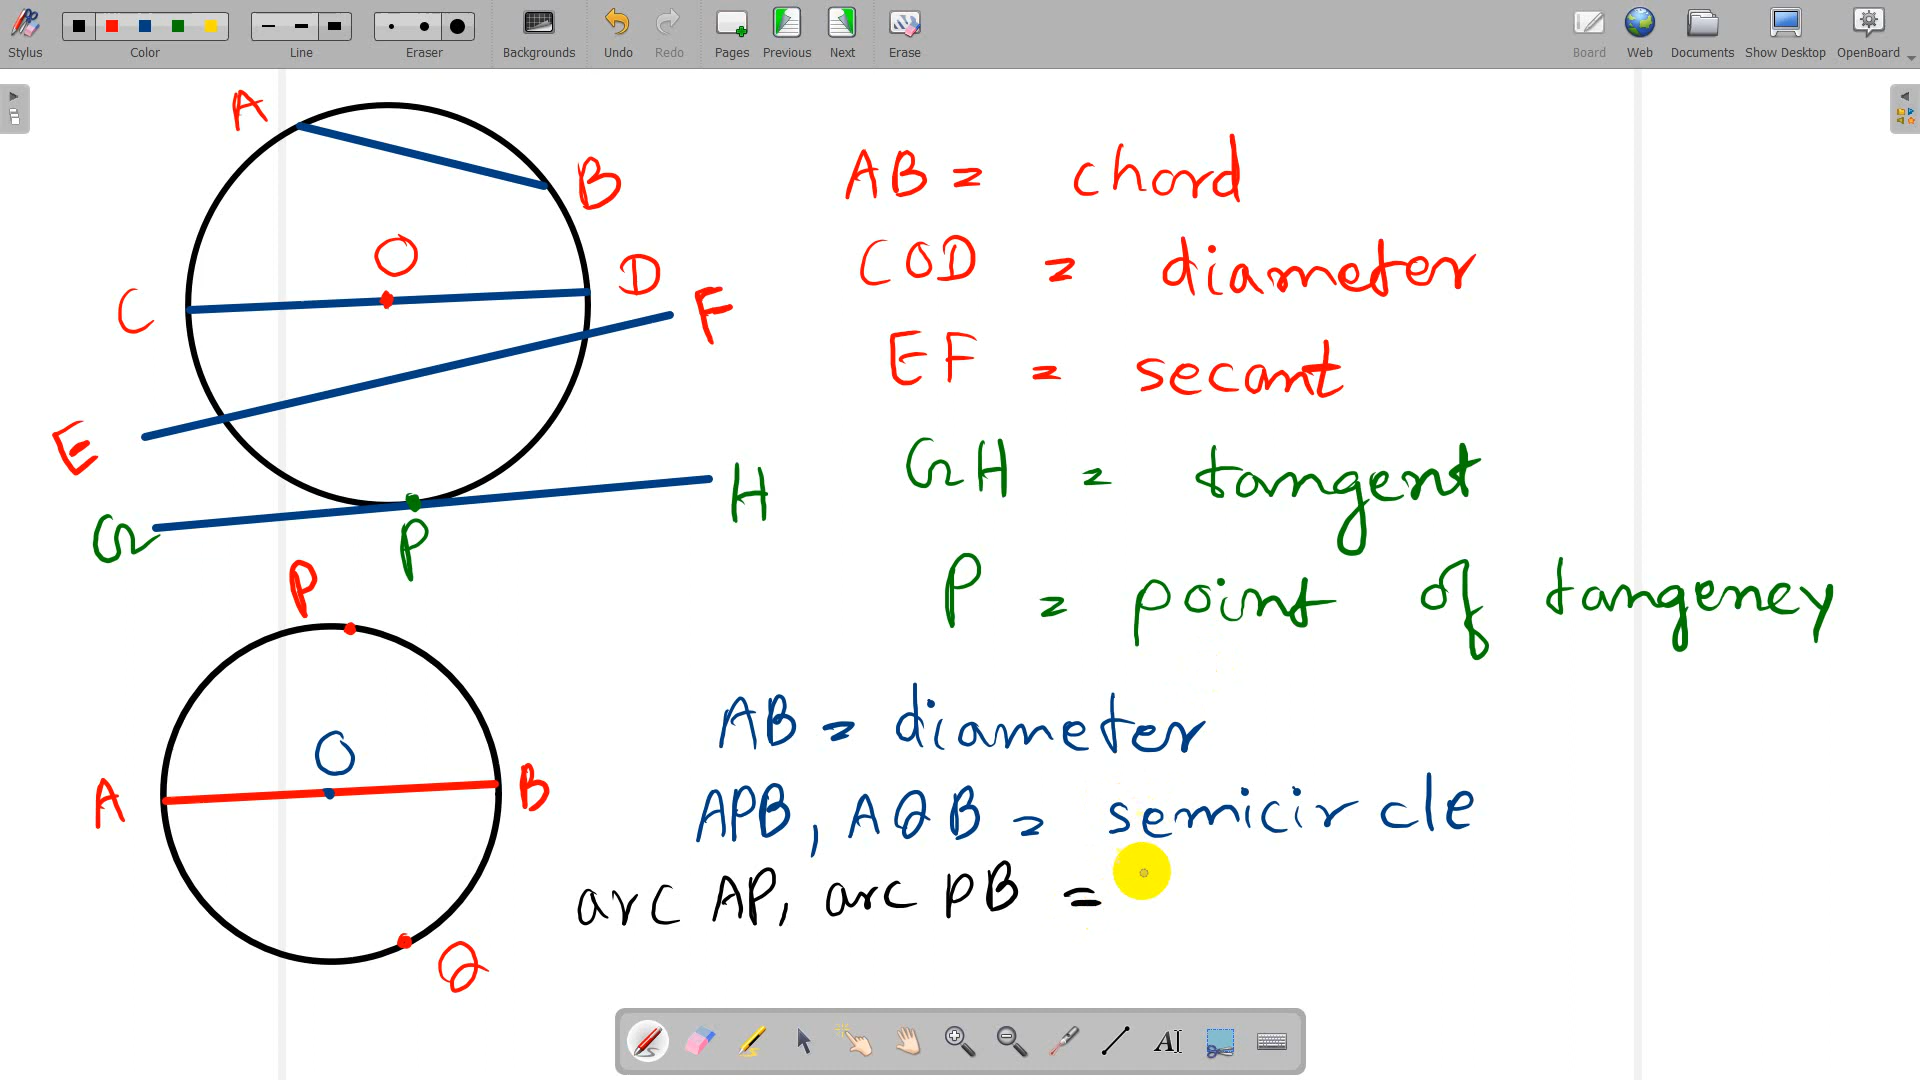 Stylus Color Line Eraser Backgrounds Undo Redo Pages Previous Next Erase Board Web Documents Show Desktop OpenBoard
A
B
O
C
D
F
E
G
H
P
AB = chord
COD = diameter
EF = secant
GH = tangent
P = point of tangency
P
O
A
B
Q
AB = diameter
APB, AQB = semicircle
arc AP, arc PB =